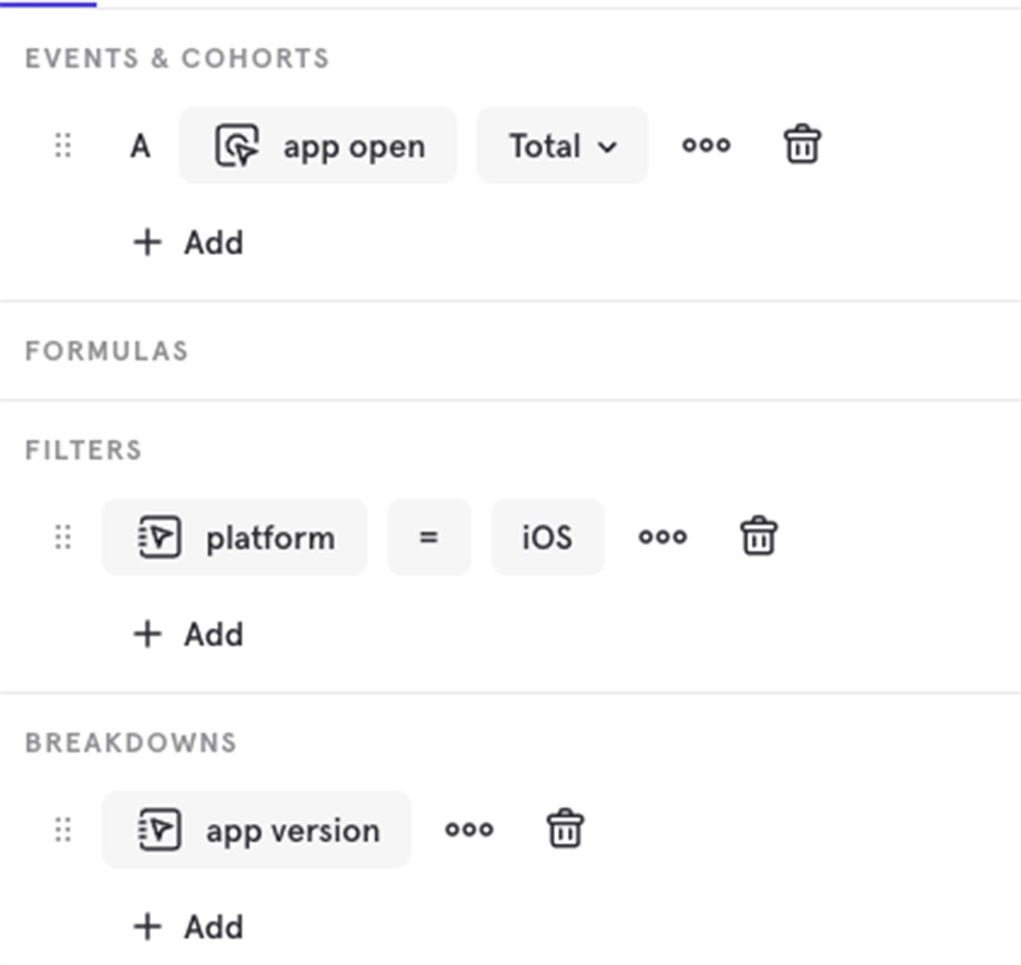 EVENTS & COHORTS
A app open Total
+ Add
FORMULAS
FILTERS
platform = iOS
+ Add
BREAKDOWNS
app version
+ Add